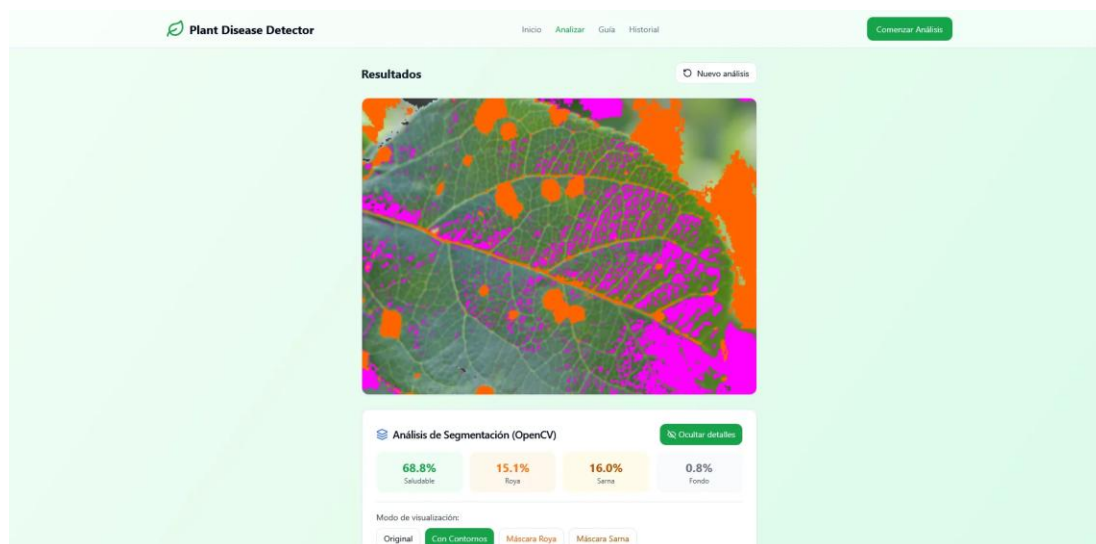 Plant Disease Detector Inicio Analizar Guía Historial Comenzar Análisis
Resultados Nuevo análisis
Análisis de Segmentación (OpenCV) Ocultar detalles
68.8% 15.1% 16.0% 0.8%
Saludable Roya Sarna Fondo
Modo de visualización:
Original Con Contornos Máscara Roya Máscara Sarna